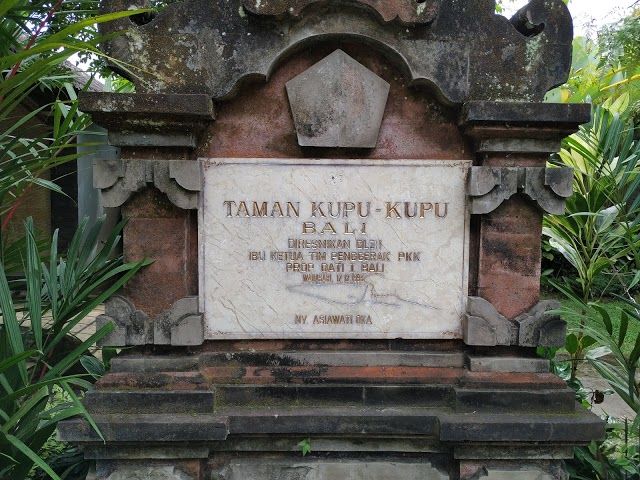 TAMAN KUPU-KUPU
BALI
DIRESMIKAN OLEH
IBU KETUA TIM PENGGERAK PKK
PROP DATI I BALI
NY. ASIAWATI OKA